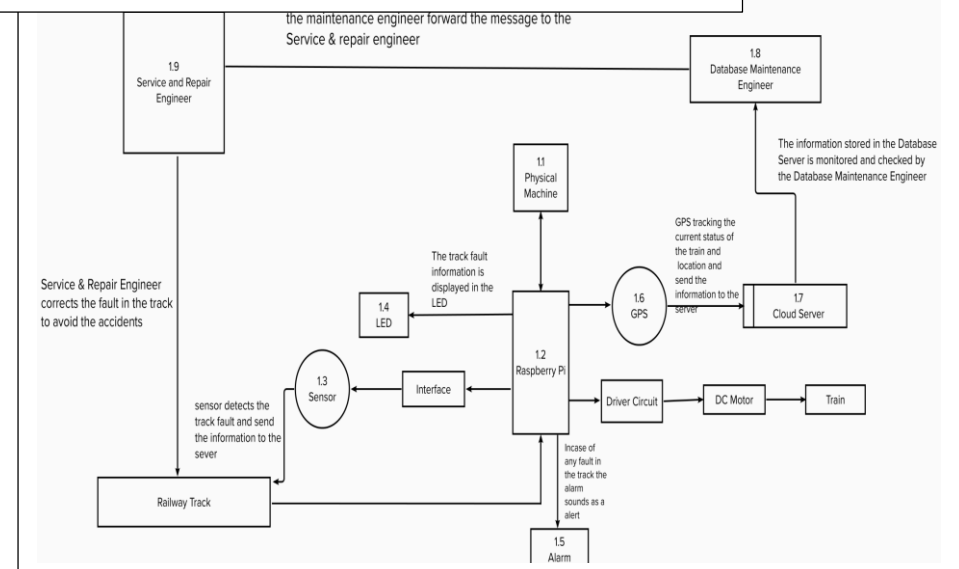 the maintenance engineer forward the message to the
Service & repair engineer
1.9
Service and Repair
Engineer
1.8
Database Maintenance
Engineer
The information stored in the Database
Server is monitored and checked by
the Database Maintenance Engineer
1.1
Physical
Machine
GPS tracking the
current status of
the train and
location and
send the
information to the
server
The track fault
information is
displayed in the
LED
Service & Repair Engineer
corrects the fault in the track
to avoid the accidents
1.4
LED
1.6
GPS
1.7
Cloud Server
1.2
Raspberry Pi
1.3
Sensor
Interface
Driver Circuit
DC Motor
Train
sensor detects the
track fault and send
the information to the
sever
Incase of
any fault in
the track the
alarm
sounds as a
alert
Railway Track
1.5
Alarm